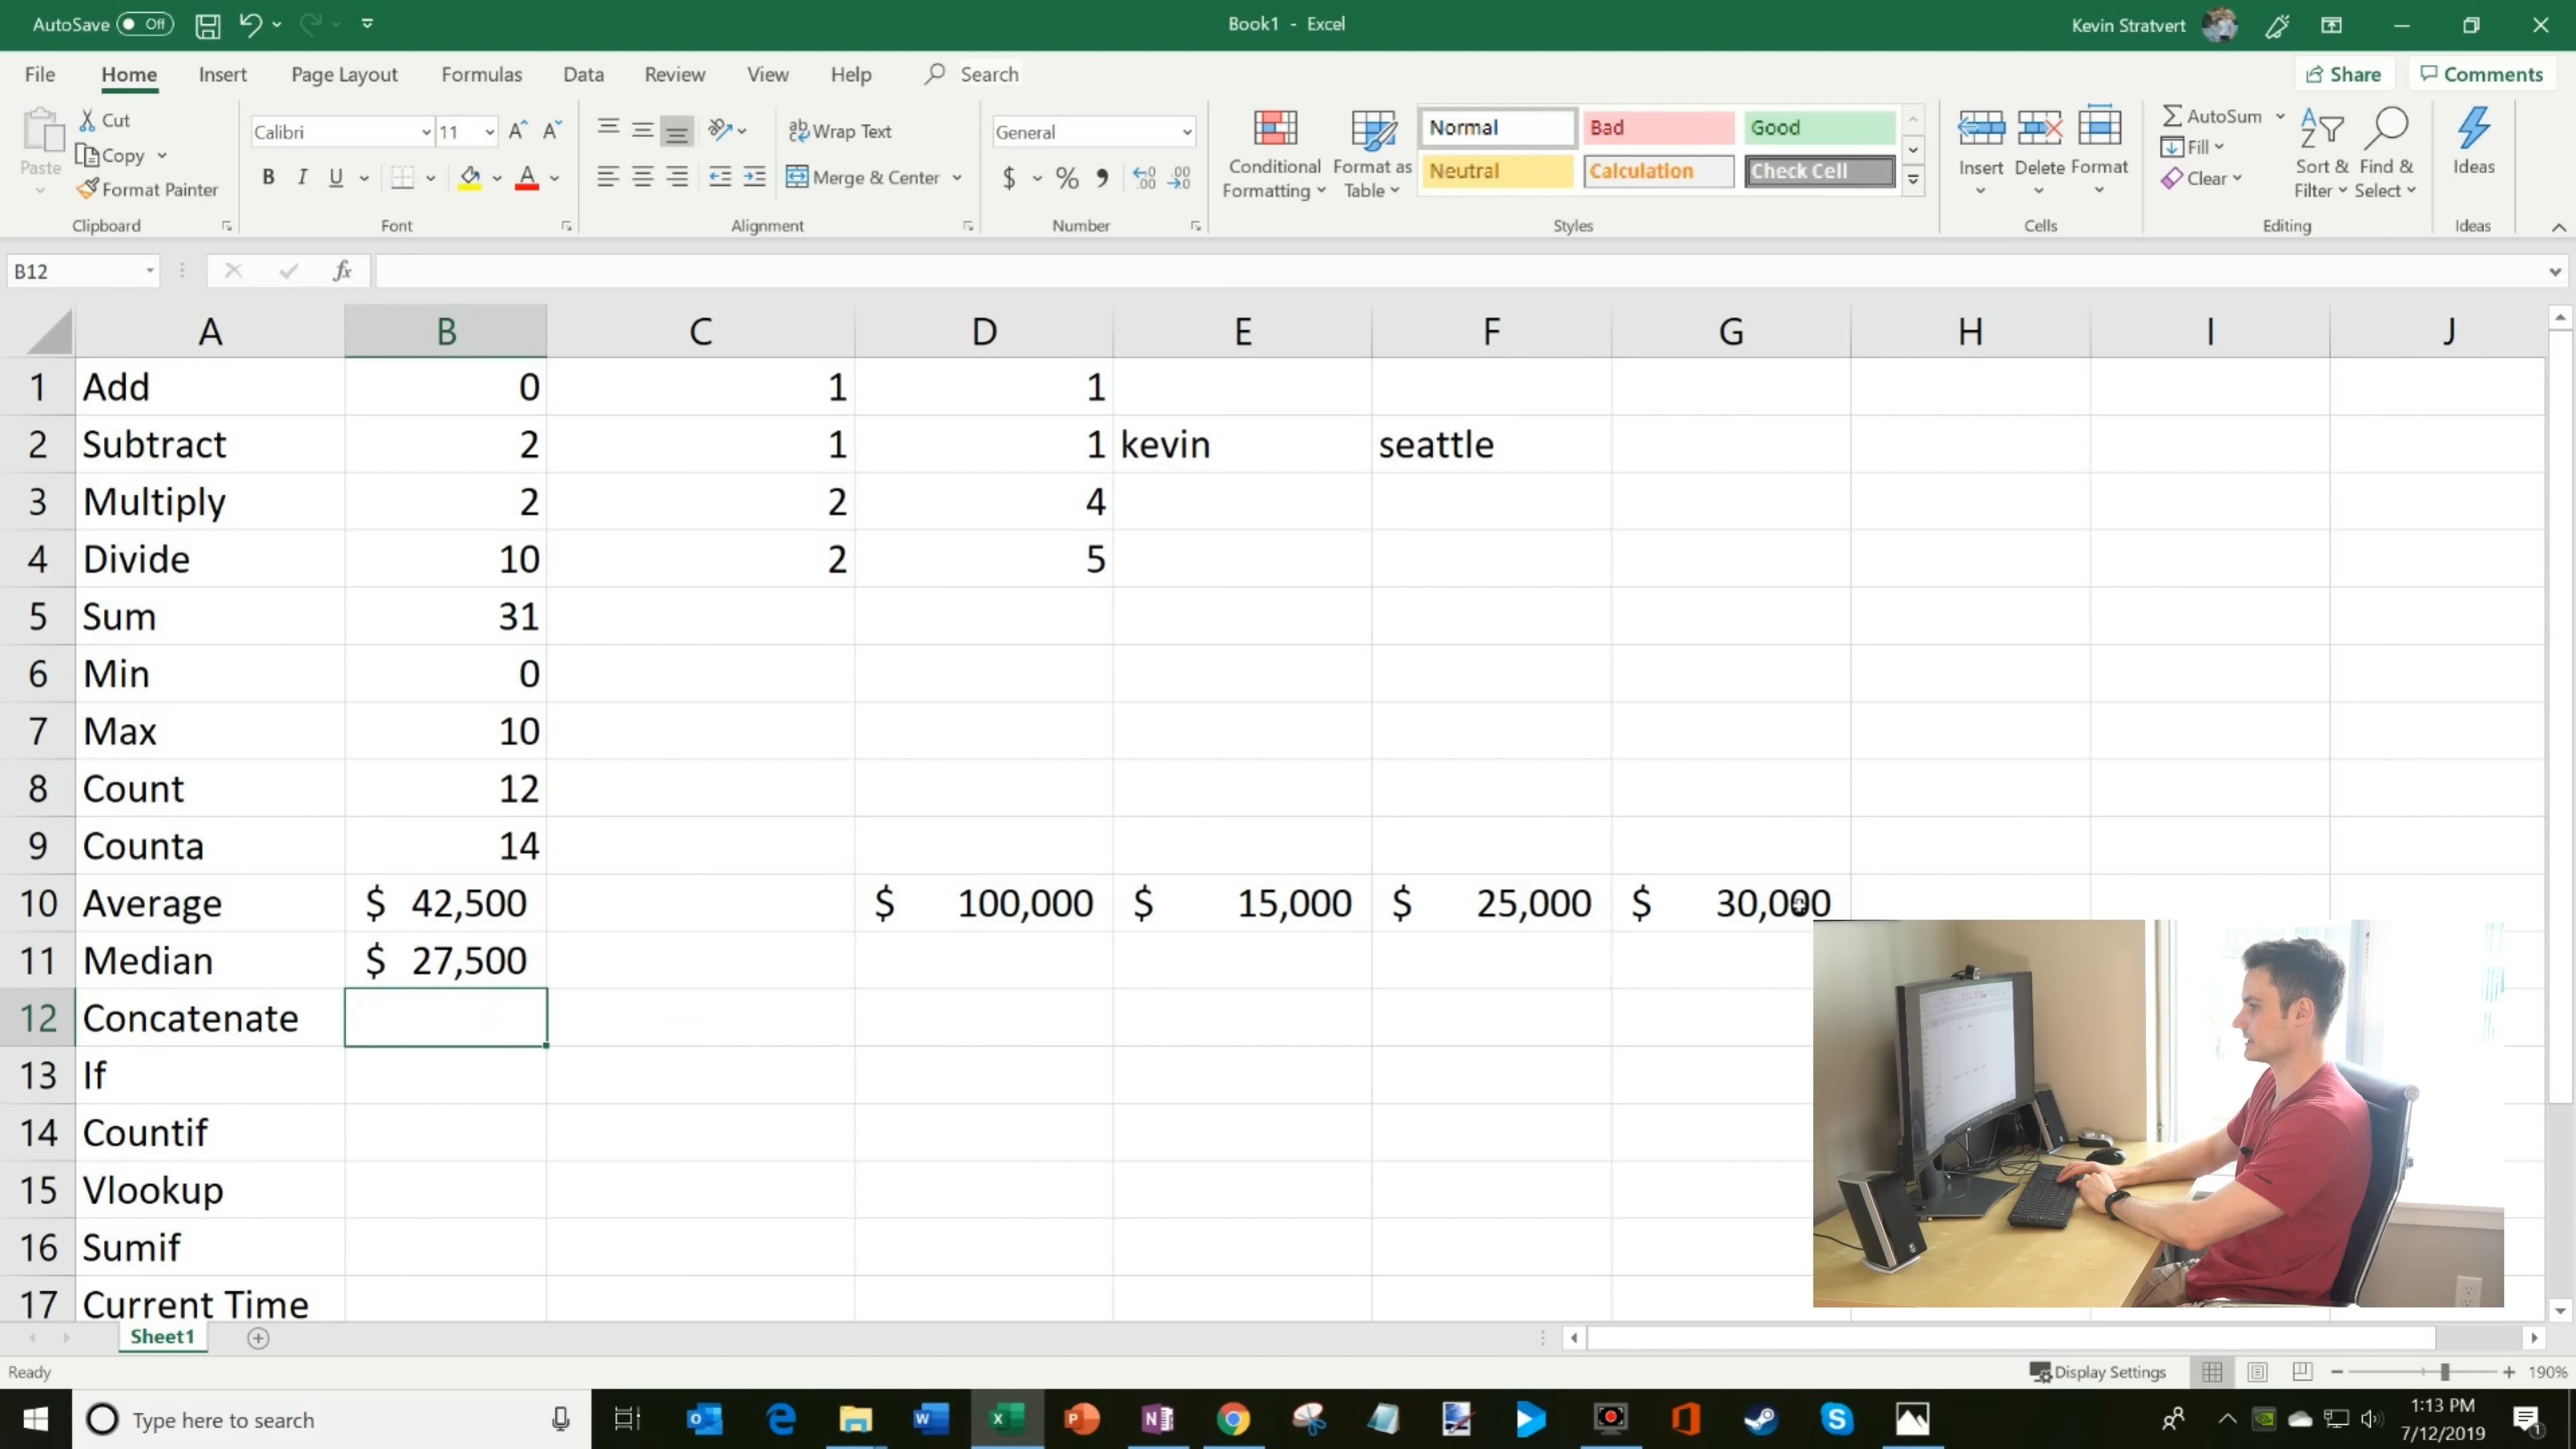 AutoSave Off Book1 - Excel Kevin Stratvert
File Home Insert Page Layout Formulas Data Review View Help Search Share Comments
Paste Cut Calibri 11 Wrap Text General Conditional Formatting Format as Table Normal Bad Good Insert Delete Format AutoSum Sort & Filter Find & Select Ideas
Copy Merge & Center $ % Neutral Calculation Check Cell Fill
Format Painter B I U A Clear
Clipboard Font Alignment Number Styles Cells Editing Ideas
B12 fx
A B C D E F G H I J
1 Add 0 1 1
2 Subtract 2 1 1 kevin seattle
3 Multiply 2 2 4
4 Divide 10 2 5
5 Sum 31
6 Min 0
7 Max 10
8 Count 12
9 Counta 14
10 Average $ 42,500 $ 100,000 $ 15,000 $ 25,000 $ 30,000
11 Median $ 27,500
12 Concatenate
13 If
14 Countif
15 Vlookup
16 Sumif
17 Current Time
Sheet1
Ready Display Settings 190%
Type here to search 1:13 PM
7/12/2019